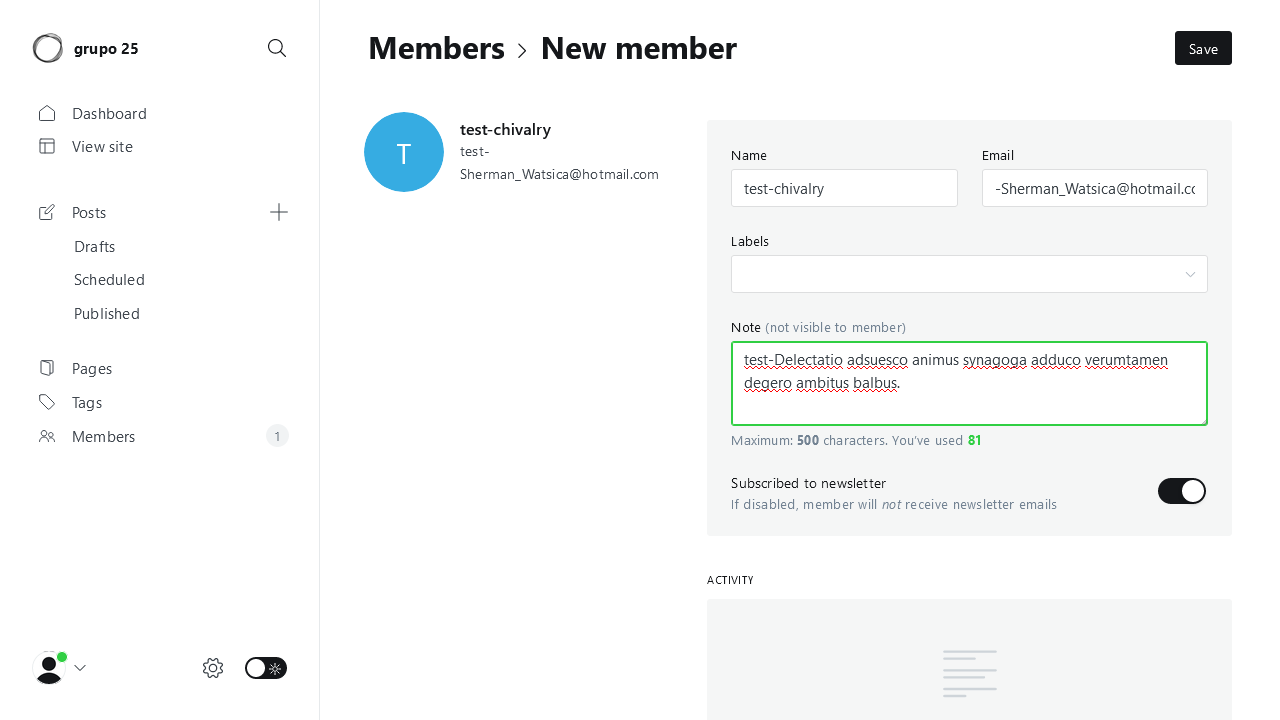 grupo 25
Dashboard
View site
Posts
Drafts
Scheduled
Published
Pages
Tags
Members
1
Members
New member
Save
T
test-chivalry
test-
Sherman_Watsica@hotmail.com
Name
Email
test-chivalry
-Sherman_Watsica@hotmail.cc
Labels
Note (not visible to member)
test-Delectatio adsuesco animus synagoga adduco verumtamen
degero ambitus balbus.
Maximum: 500 characters. You've used 81
Subscribed to newsletter
If disabled, member will not receive newsletter emails
ACTIVITY